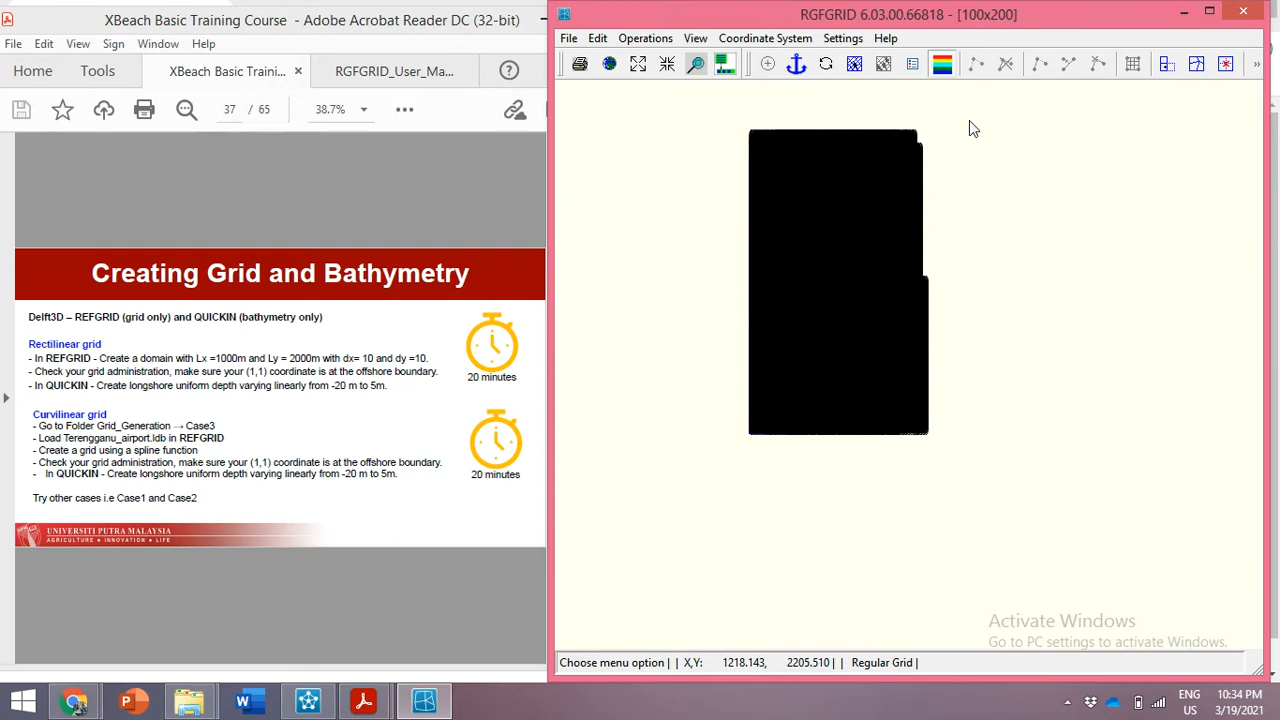 XBeach Basic Training Course - Adobe Acrobat Reader DC (32-bit)
File Edit View Sign Window Help
Home Tools XBeach Basic Traini... × RGFGRID_User_Ma... ?
37 / 65 38.7%
Creating Grid and Bathymetry
Delft3D – REFGRID (grid only) and QUICKIN (bathymetry only)
Rectilinear grid
- In REFGRID - Create a domain with Lx =1000m and Ly = 2000m with dx= 10 and dy =10.
- Check your grid administration, make sure your (1,1) coordinate is at the offshore boundary.
- In QUICKIN - Create longshore uniform depth varying linearly from -20 m to 5m.
20 minutes
Curvilinear grid
- Go to Folder Grid_Generation → Case3
- Load Terengganu_airport.ldb in REFGRID
- Create a grid using a spline function
- Check your grid administration, make sure your (1,1) coordinate is at the offshore boundary.
- In QUICKIN - Create longshore uniform depth varying linearly from -20 m to 5m.
20 minutes
Try other cases i.e Case1 and Case2
UNIVERSITI PUTRA MALAYSIA
AGRICULTURE • INNOVATION • LIFE
RGFGRID 6.03.00.66818 - [100x200]
File Edit Operations View Coordinate System Settings Help
Activate Windows
Go to PC settings to activate Windows.
Choose menu option | | X,Y: 1218.143, 2205.510 | | Regular Grid |
ENG
US
10:34 PM
3/19/2021